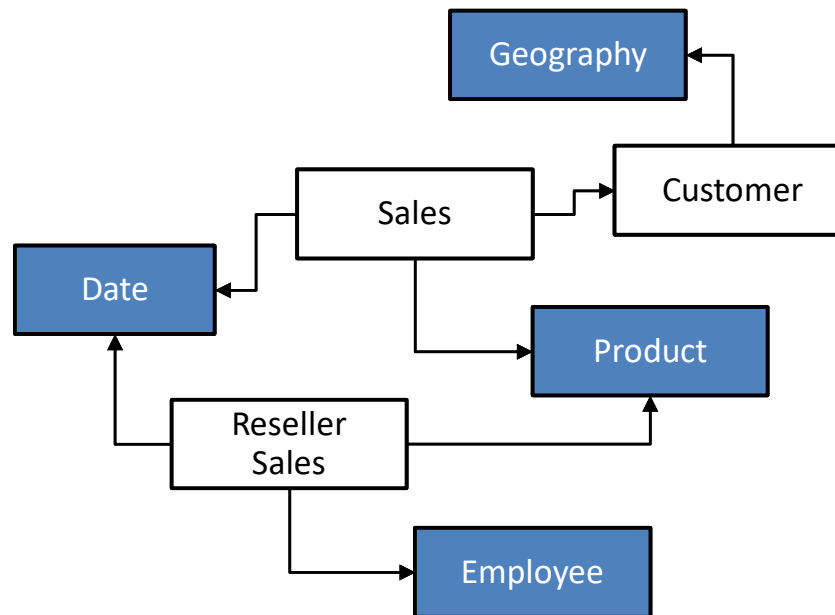 Geography
Customer
Sales
Date
Product
Reseller
Sales
Employee